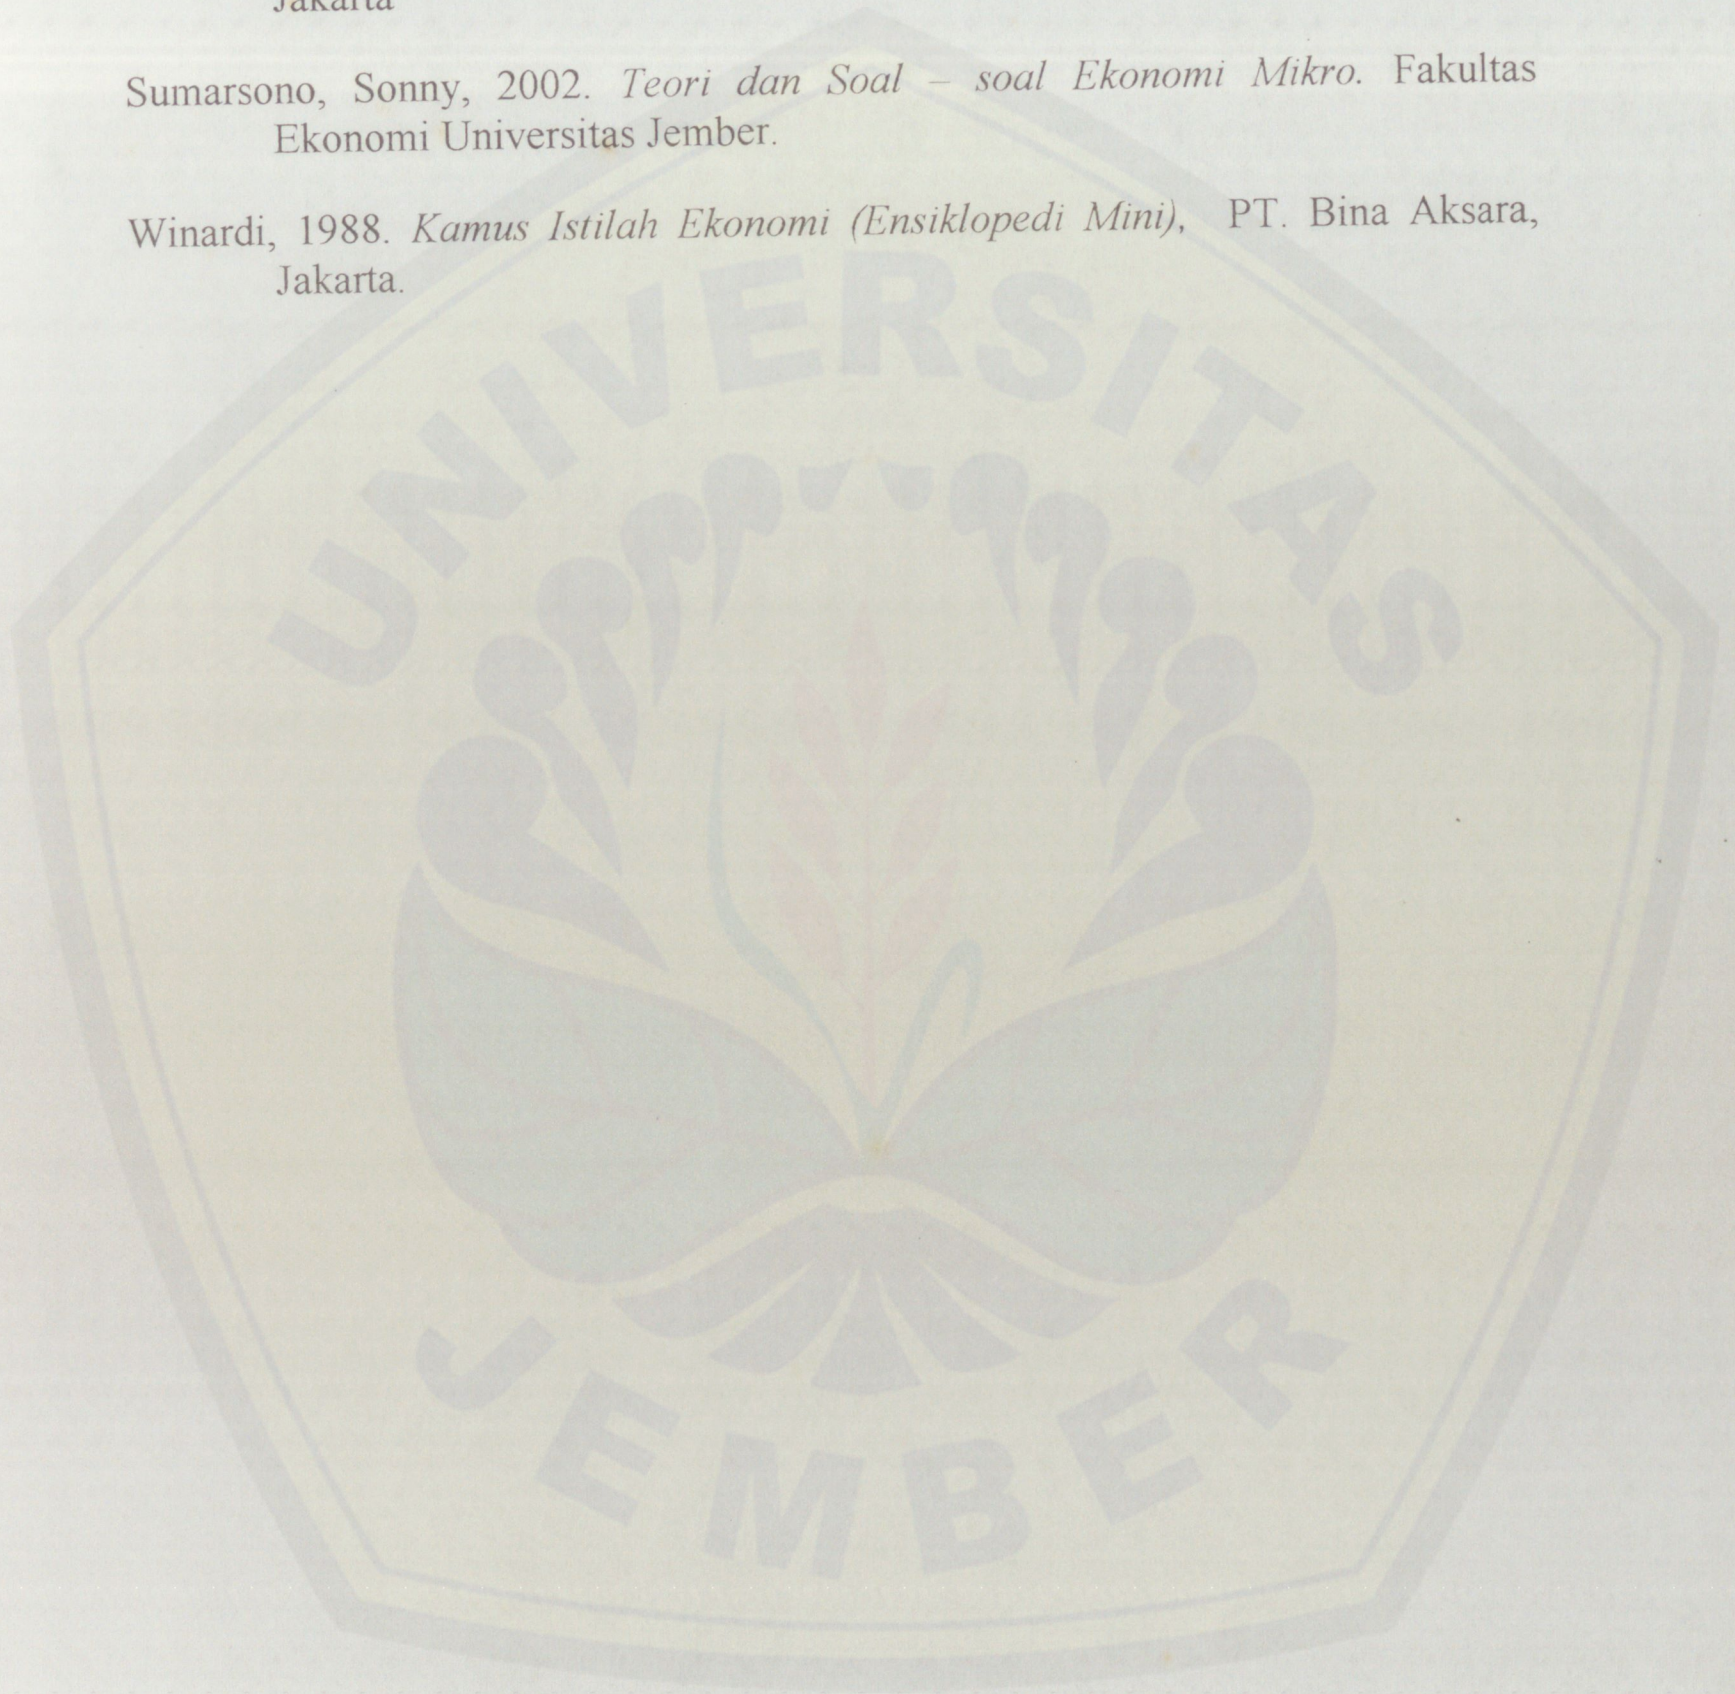 Jakarta
Sumarsono, Sonny, 2002. Teori dan Soal – soal Ekonomi Mikro. Fakultas
Ekonomi Universitas Jember.
Winardi, 1988. Kamus Istilah Ekonomi (Ensiklopedi Mini), PT. Bina Aksara,
Jakarta.
UNIVERSITAS
JEMBER